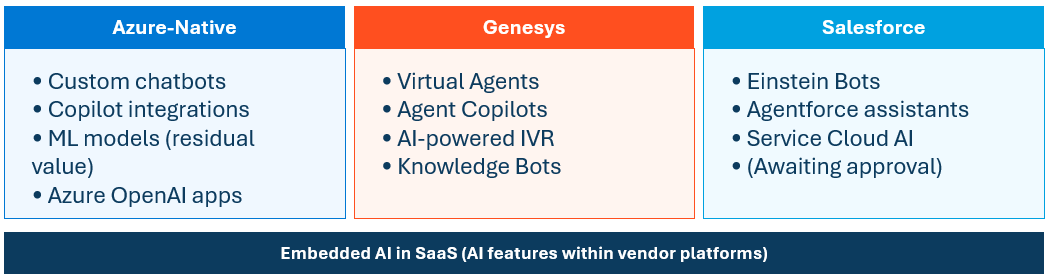 Azure-Native
• Custom chatbots
• Copilot integrations
• ML models (residual
value)
• Azure OpenAI apps
Genesys
• Virtual Agents
• Agent Copilots
• AI-powered IVR
• Knowledge Bots
Salesforce
• Einstein Bots
• Agentforce assistants
• Service Cloud AI
• (Awaiting approval)
Embedded AI in SaaS (AI features within vendor platforms)